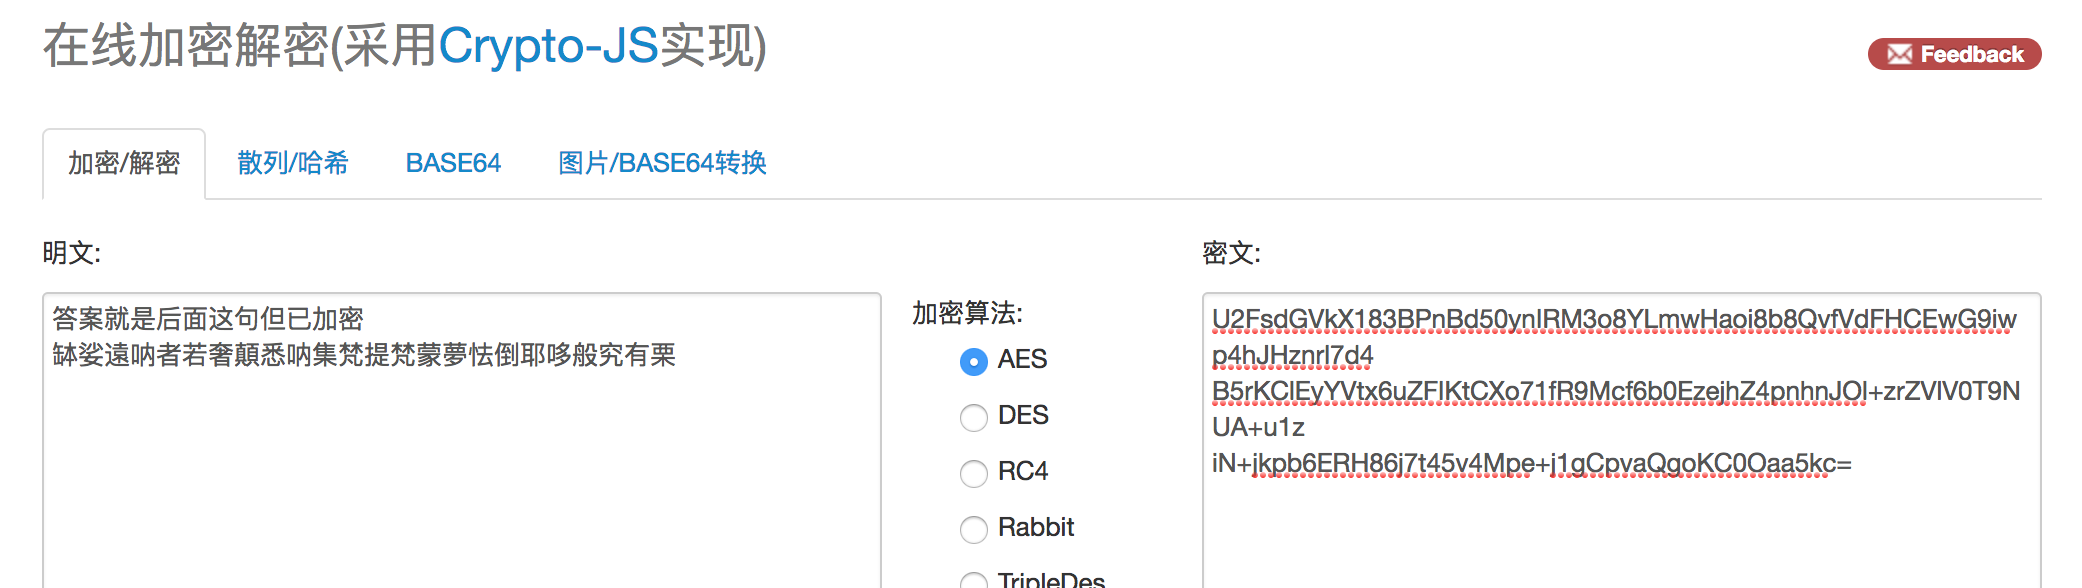 在线加密解密(采用Crypto-JS实现)
Feedback
加密/解密
散列/哈希
BASE64
图片/BASE64转换
明文:
答案就是后面这句但已加密
缽娑遠呐者若奢顛悉呐集梵提梵蒙夢怯倒耶哆般究有栗
加密算法:
AES
DES
RC4
Rabbit
TripleDes
密文:
U2FsdGVkX183BPnBd50ynIRM3o8YLmwHaoi8b8QvfVdFHCEwG9iw
p4hJHznrl7d4
B5rKClEyYVtx6uZFlKtCXo71fR9Mcf6b0EzejhZ4pnhnJOl+zrZVlV0T9N
UA+u1z
iN+jkpb6ERH86j7t45v4Mpe+j1gCpvaQgoKC0Oaa5kc=